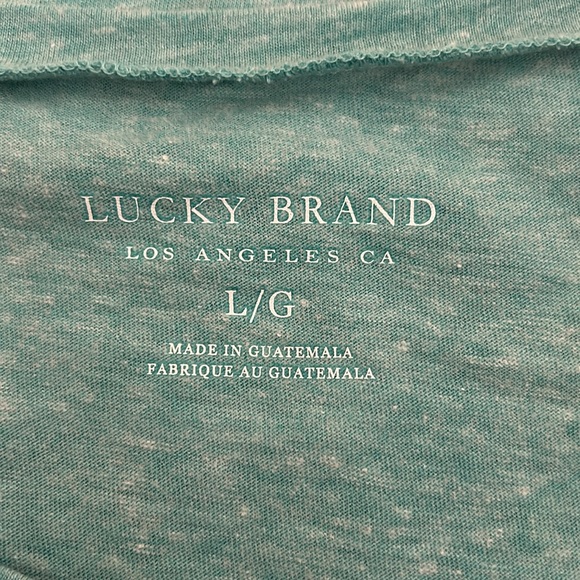 LUCKY BRAND
LOS ANGELES CA
L/G
MADE IN GUATEMALA
FABRIQUE AU GUATEMALA